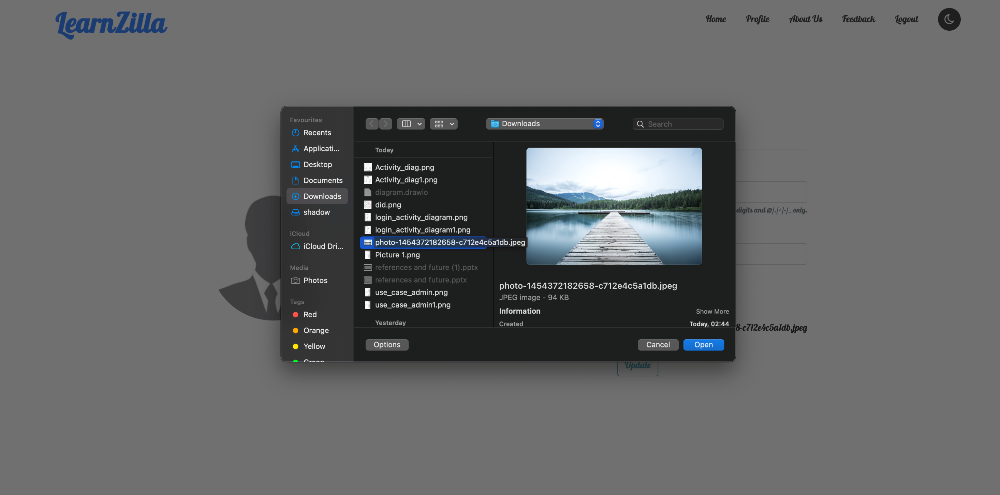 LearnZilla
Home Profile About Us Feedback Logout
Favourites
Recents
Applicati...
Desktop
Documents
Downloads
shadow
iCloud
iCloud Dri...
Media
Photos
Tags
Red
Orange
Yellow
Green
Downloads
Search
Today
Activity_diag.png
Activity_diag1.png
diagram.drawio
did.png
login_activity_diagram.png
login_activity_diagram1.png
photo-1454372182658-c712e4c5a1db.jpeg
Picture 1.png
references and future (1).pptx
references and future.pptx
use_case_admin.png
use_case_admin1.png
Yesterday
photo-1454372182658-c712e4c5a1db.jpeg
JPEG image - 94 KB
Information Show More
Created Today, 02:44
Options Cancel Open
digits and @/./+/-/_ only.
8-c712e4c5a1db.jpeg
Update